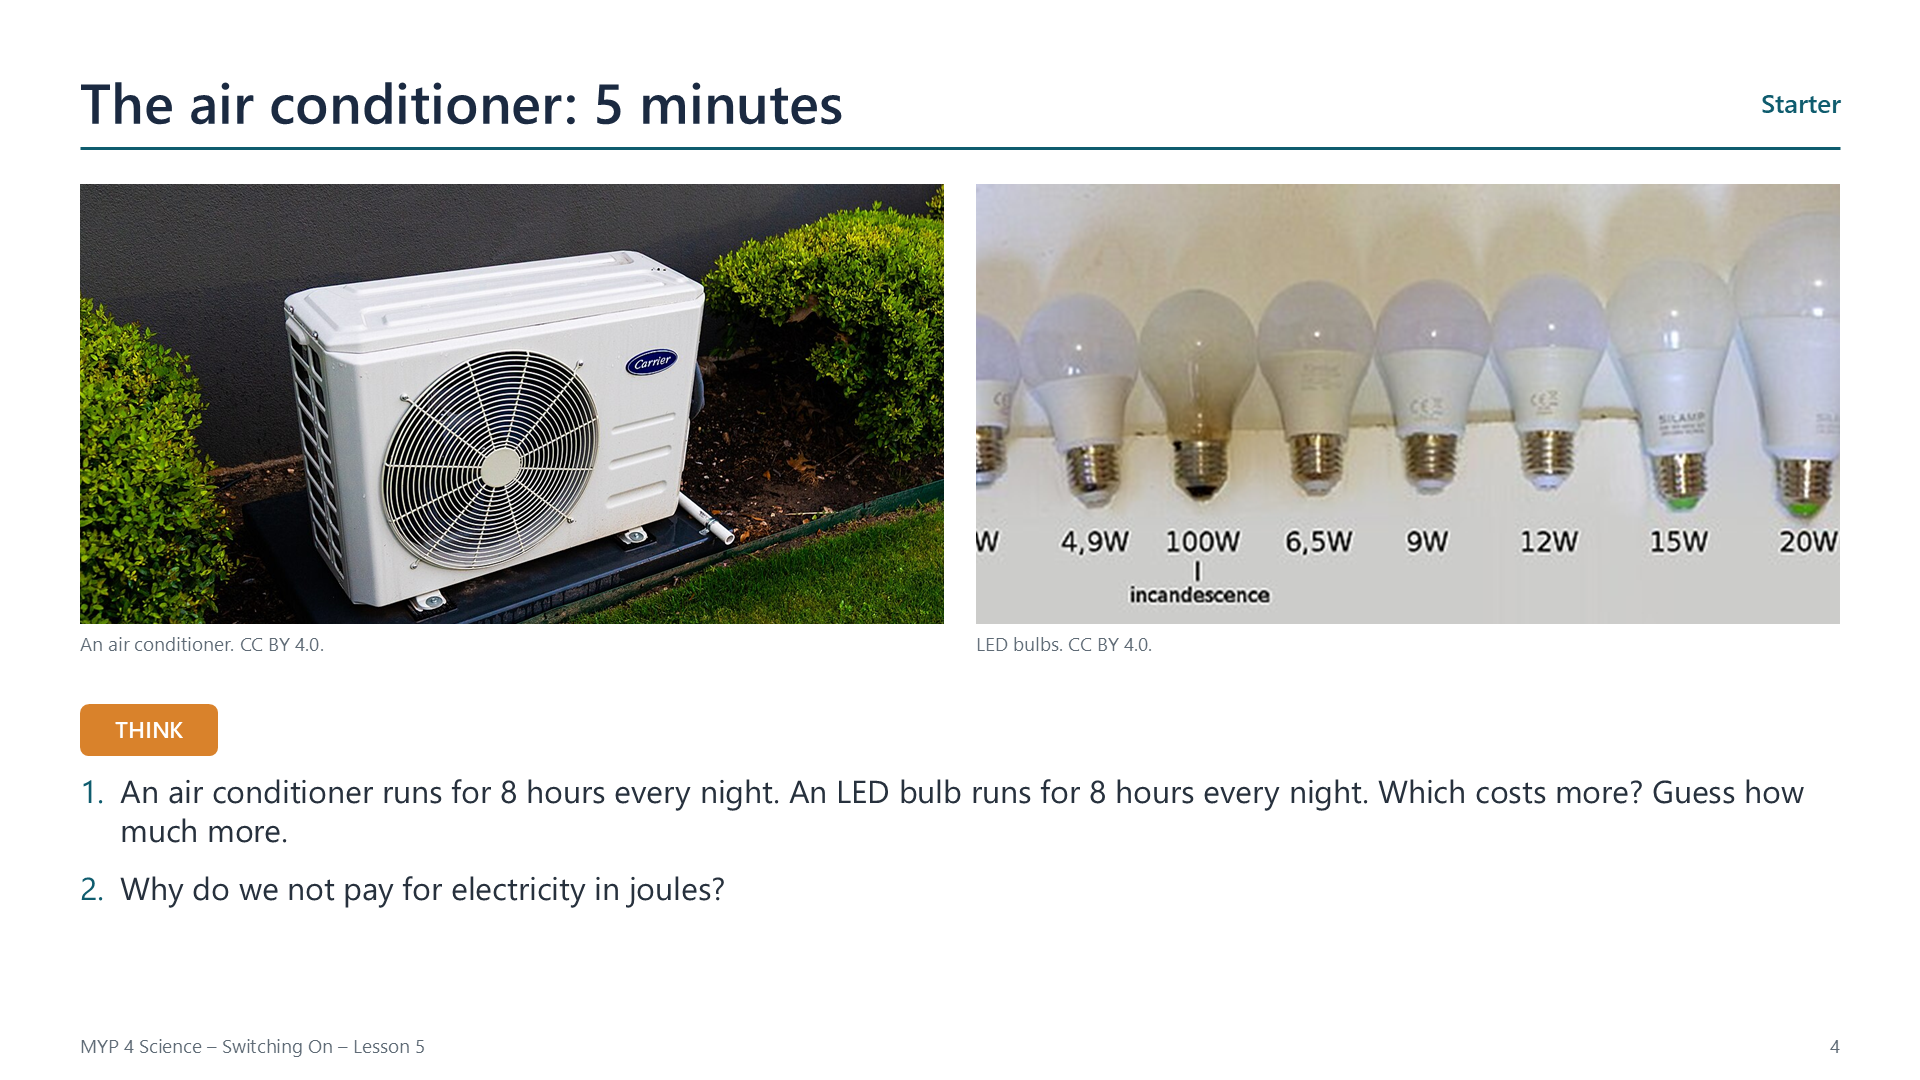 The air conditioner: 5 minutes
Starter
Carrier
SILAMP
W 4,9W 100W 6,5W 9W 12W 15W 20W
incandescence
An air conditioner. CC BY 4.0.
LED bulbs. CC BY 4.0.
THINK
1. An air conditioner runs for 8 hours every night. An LED bulb runs for 8 hours every night. Which costs more? Guess how
much more.
2. Why do we not pay for electricity in joules?
MYP 4 Science – Switching On – Lesson 5
4